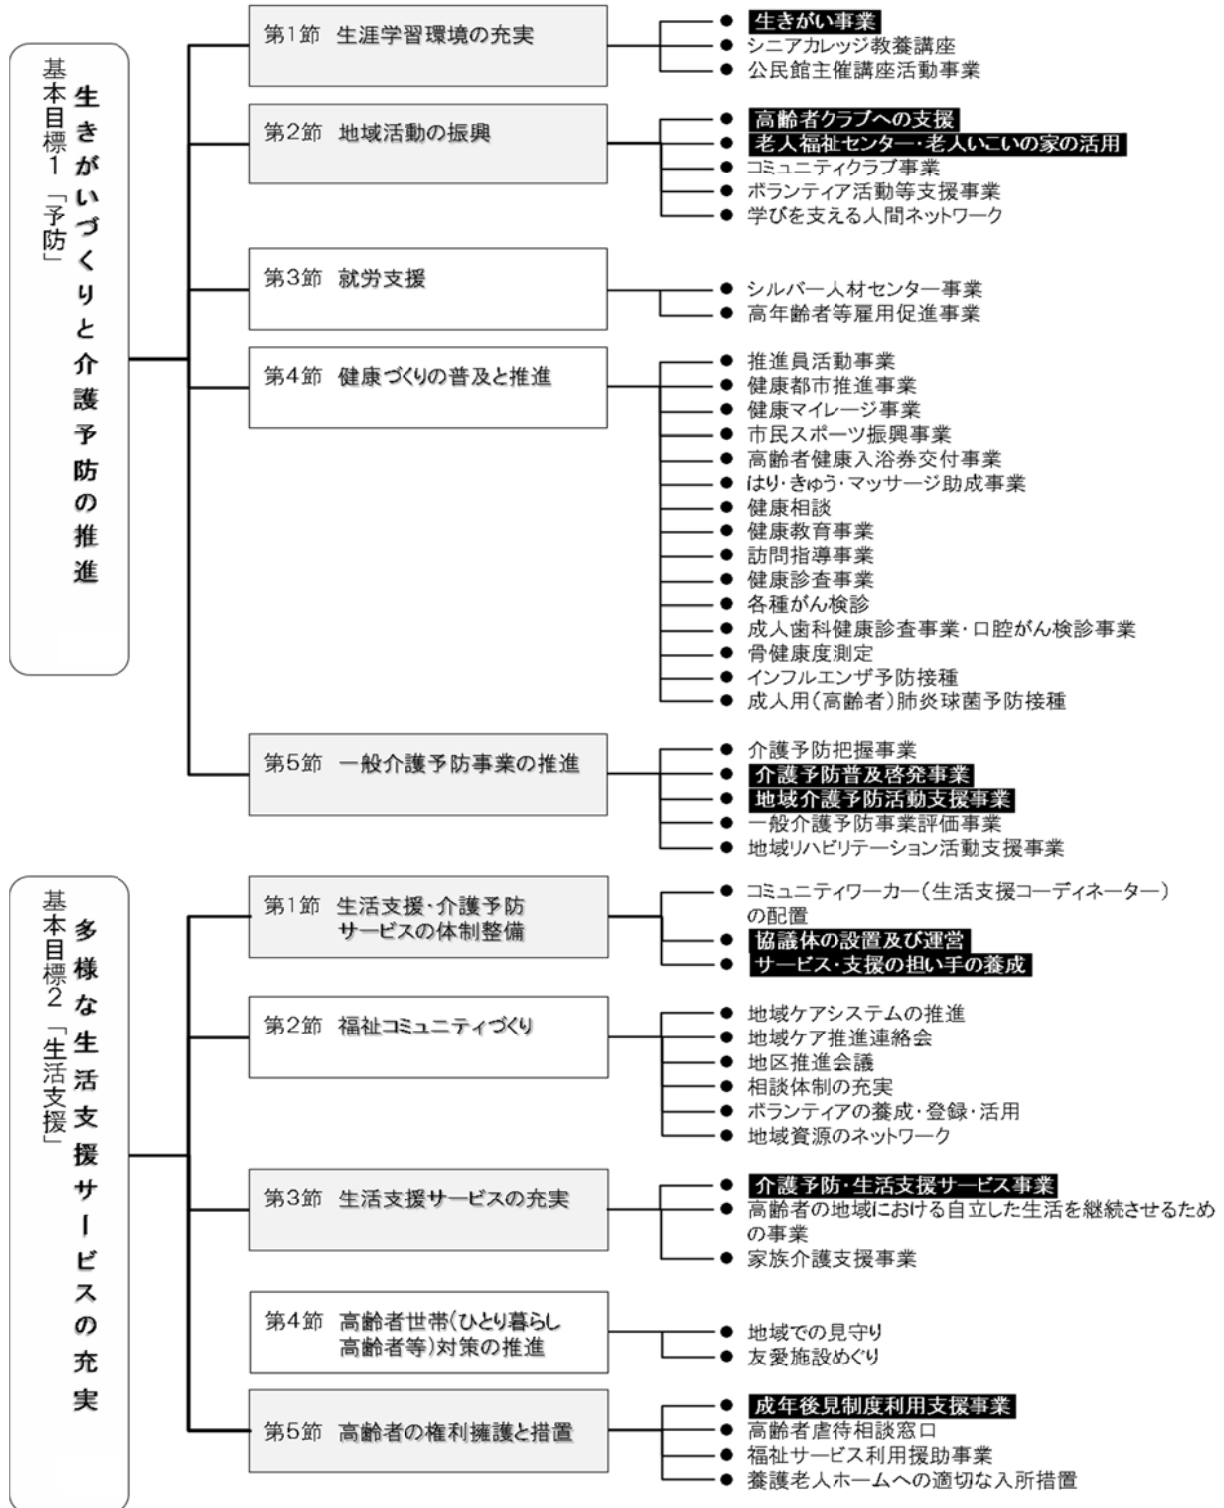 基本目標1「予防」
生きがいづくりと介護予防の推進
第1節 生涯学習環境の充実
● 生きがい事業
● シニアカレッジ教養講座
● 公民館主催講座活動事業
第2節 地域活動の振興
● 高齢者クラブへの支援
● 老人福祉センター・老人いこいの家の活用
● コミュニティクラブ事業
● ボランティア活動等支援事業
● 学びを支える人間ネットワーク
第3節 就労支援
● シルバー人材センター事業
● 高年齢者等雇用促進事業
第4節 健康づくりの普及と推進
● 推進員活動事業
● 健康都市推進事業
● 健康マイレージ事業
● 市民スポーツ振興事業
● 高齢者健康入浴券交付事業
● はり・きゅう・マッサージ助成事業
● 健康相談
● 健康教育事業
● 訪問指導事業
● 健康診査事業
● 各種がん検診
● 成人歯科健康診査事業・口腔がん検診事業
● 骨健康度測定
● インフルエンザ予防接種
● 成人用(高齢者)肺炎球菌予防接種
第5節 一般介護予防事業の推進
● 介護予防把握事業
● 介護予防普及啓発事業
● 地域介護予防活動支援事業
● 一般介護予防事業評価事業
● 地域リハビリテーション活動支援事業
基本目標2「生活支援」
多様な生活支援サービスの充実
第1節 生活支援・介護予防
サービスの体制整備
● コミュニティワーカー(生活支援コーディネーター)
の配置
● 協議体の設置及び運営
● サービス・支援の担い手の養成
第2節 福祉コミュニティづくり
● 地域ケアシステムの推進
● 地域ケア推進連絡会
● 地区推進会議
● 相談体制の充実
● ボランティアの養成・登録・活用
● 地域資源のネットワーク
第3節 生活支援サービスの充実
● 介護予防・生活支援サービス事業
● 高齢者の地域における自立した生活を継続させるため
の事業
● 家族介護支援事業
第4節 高齢者世帯(ひとり暮らし
高齢者等)対策の推進
● 地域での見守り
● 友愛施設めぐり
第5節 高齢者の権利擁護と措置
● 成年後見制度利用支援事業
● 高齢者虐待相談窓口
● 福祉サービス利用援助事業
● 養護老人ホームへの適切な入所措置